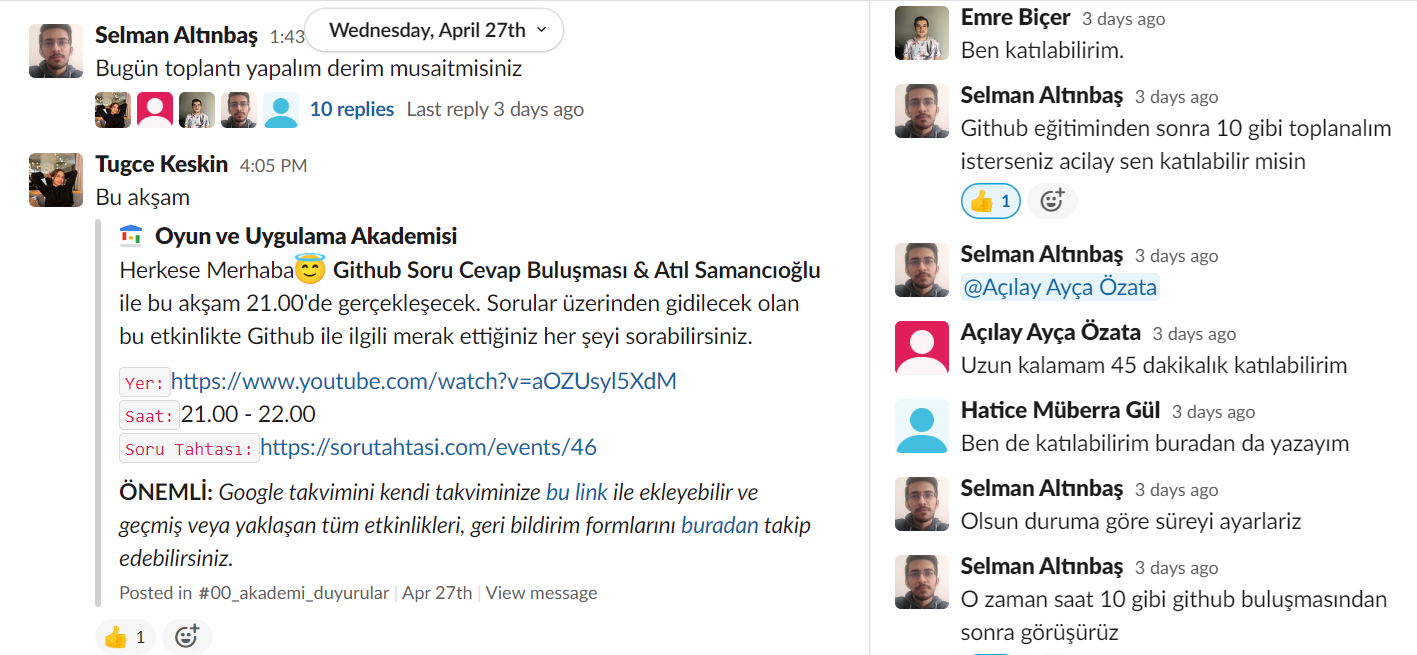 Selman Altınbaş 1:43
Wednesday, April 27th
Bugün toplantı yapalım derim musaitmisiniz
10 replies Last reply 3 days ago
Tugce Keskin 4:05 PM
Bu akşam
Oyun ve Uygulama Akademisi
Herkese Merhaba😇 Github Soru Cevap Buluşması & Atıl Samancıoğlu
ile bu akşam 21.00'de gerçekleşecek. Sorular üzerinden gidilecek olan
bu etkinlikte Github ile ilgili merak ettiğiniz her şeyi sorabilirsiniz.
Yer: https://www.youtube.com/watch?v=aOZUsyl5XdM
Saat: 21.00 - 22.00
Soru Tahtası: https://sorutahtasi.com/events/46
ÖNEMLİ: Google takvimini kendi takviminize bu link ile ekleyebilir ve
geçmiş veya yaklaşan tüm etkinlikleri, geri bildirim formlarını buradan takip
edebilirsiniz.
Posted in #00_akademi_duyurular | Apr 27th | View message
👍 1
Emre Biçer 3 days ago
Ben katılabilirim.
Selman Altınbaş 3 days ago
Github eğitiminden sonra 10 gibi toplanalım
isterseniz acilay sen katılabilir misin
👍 1
Selman Altınbaş 3 days ago
@Açılay Ayça Özata
Açılay Ayça Özata 3 days ago
Uzun kalamam 45 dakikalık katılabilirim
Hatice Müberra Gül 3 days ago
Ben de katılabilirim buradan da yazayım
Selman Altınbaş 3 days ago
Olsun duruma göre süreyi ayarlariz
Selman Altınbaş 3 days ago
O zaman saat 10 gibi github buluşmasından
sonra görüşürüz